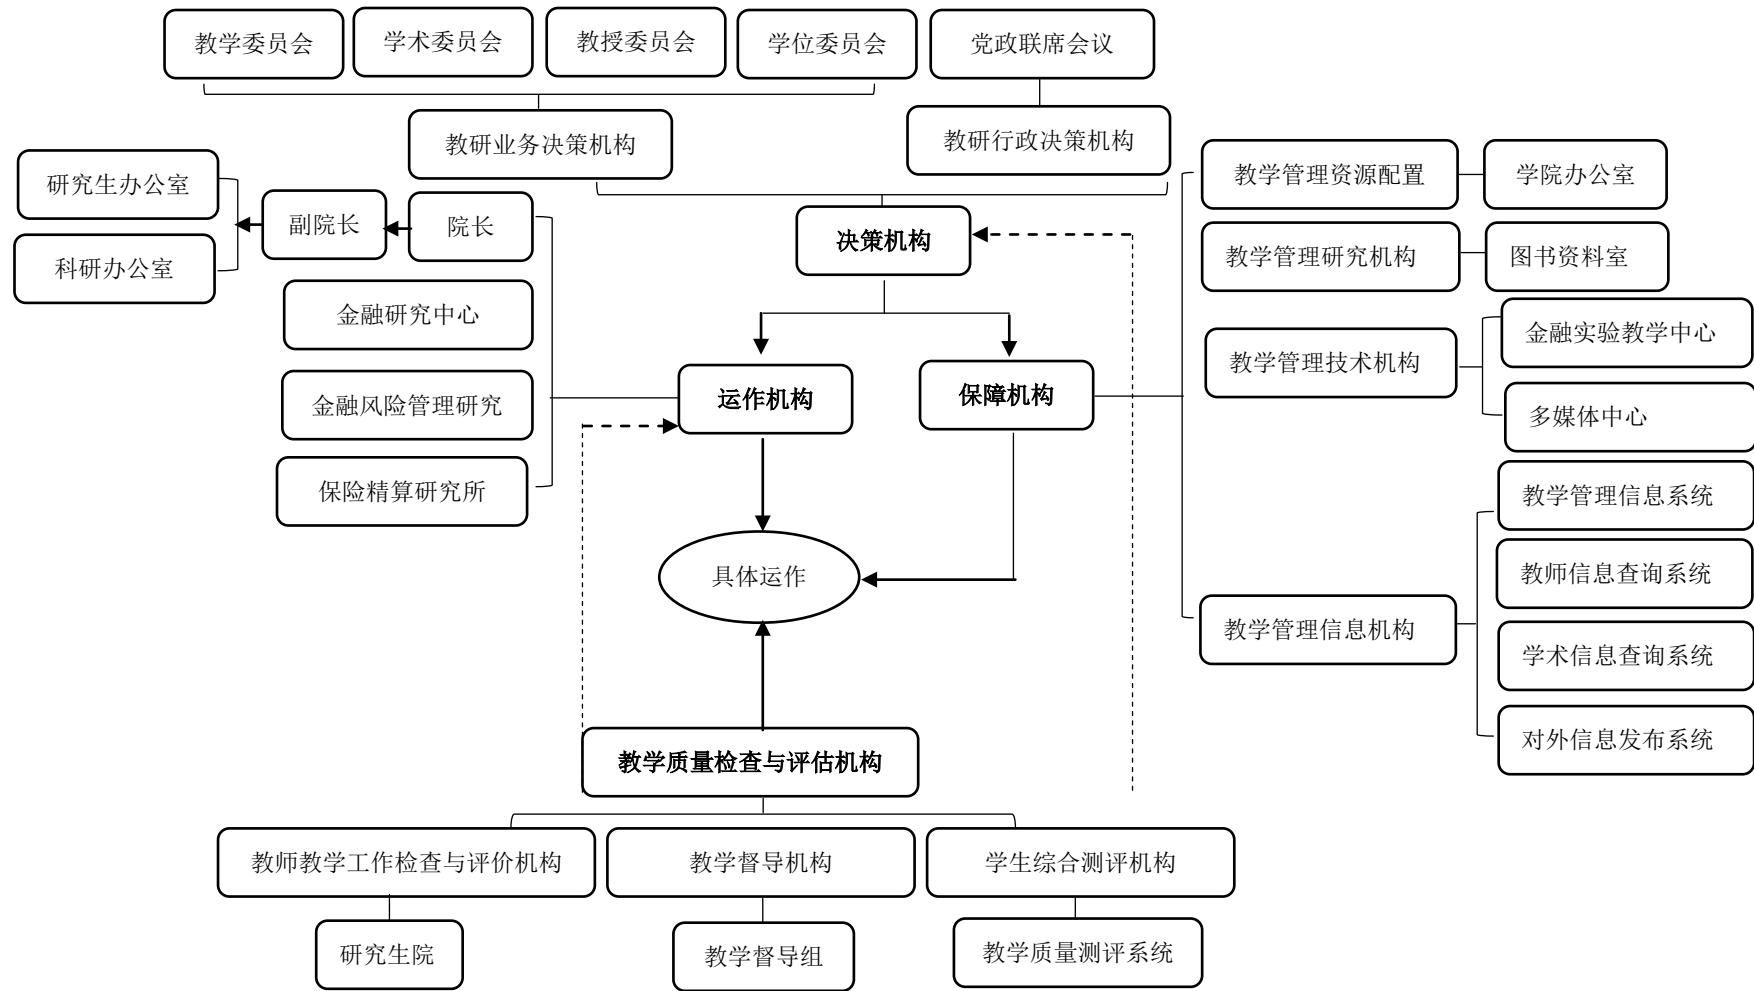 教学委员会
学术委员会
教授委员会
学位委员会
党政联席会议
教研业务决策机构
教研行政决策机构
研究生办公室
科研办公室
副院长
院长
决策机构
教学管理资源配置
学院办公室
教学管理研究机构
图书资料室
金融研究中心
金融风险管理研究
保险精算研究所
运作机构
保障机构
教学管理技术机构
金融实验教学中心
多媒体中心
具体运作
教学管理信息机构
教学管理信息系统
教师信息查询系统
学术信息查询系统
对外信息发布系统
教学质量检查与评估机构
教师教学工作检查与评价机构
教学督导机构
学生综合测评机构
研究生院
教学督导组
教学质量测评系统